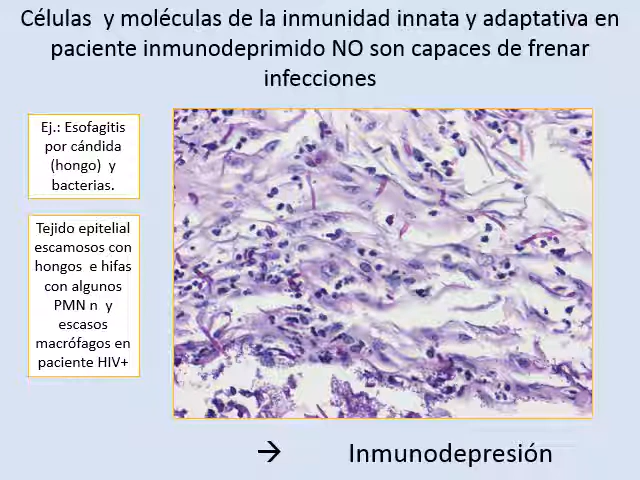 Células y moléculas de la inmunidad innata y adaptativa en
paciente inmunodeprimido NO son capaces de frenar
infecciones
Ej.: Esofagitis
por cándida
(hongo) y
bacterias.
Tejido epitelial
escamosos con
hongos e hifas
con algunos
PMN n y
escasos
macrófagos en
paciente HIV+
→ Inmunodepresión